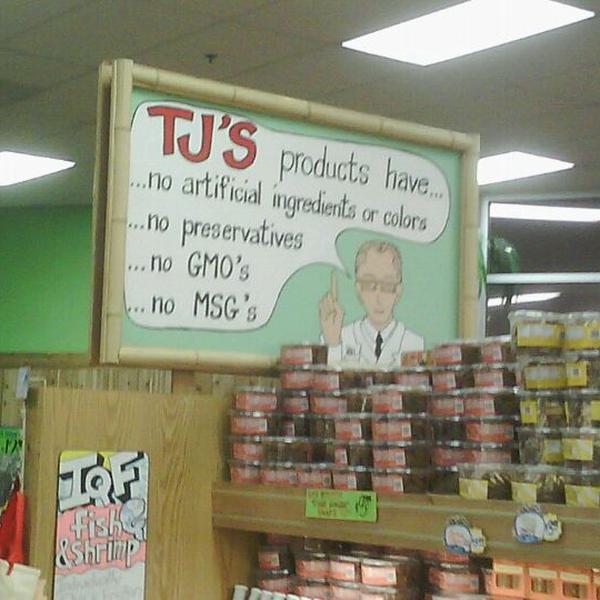 TJ'S products have...
...no artificial ingredients or colors
...no preservatives
...no GMO's
...no MSG's
IQF
fish
& shrimp